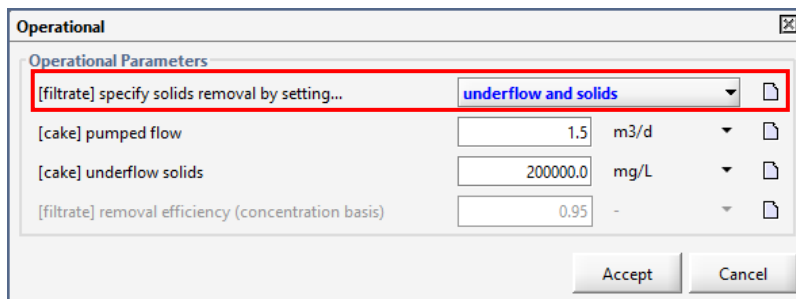 Operational
Operational Parameters
[filtrate] specify solids removal by setting... underflow and solids
[cake] pumped flow 1.5 m3/d
[cake] underflow solids 200000.0 mg/L
[filtrate] removal efficiency (concentration basis) 0.95 -
Accept Cancel